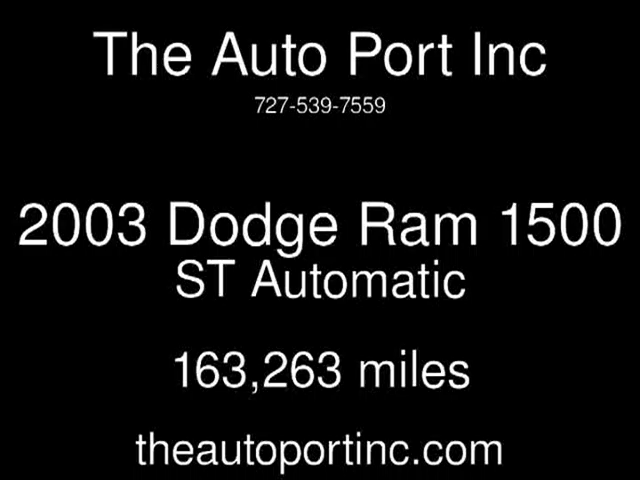 The Auto Port Inc
727-539-7559
2003 Dodge Ram 1500
ST Automatic
163,263 miles
theautoportinc.com